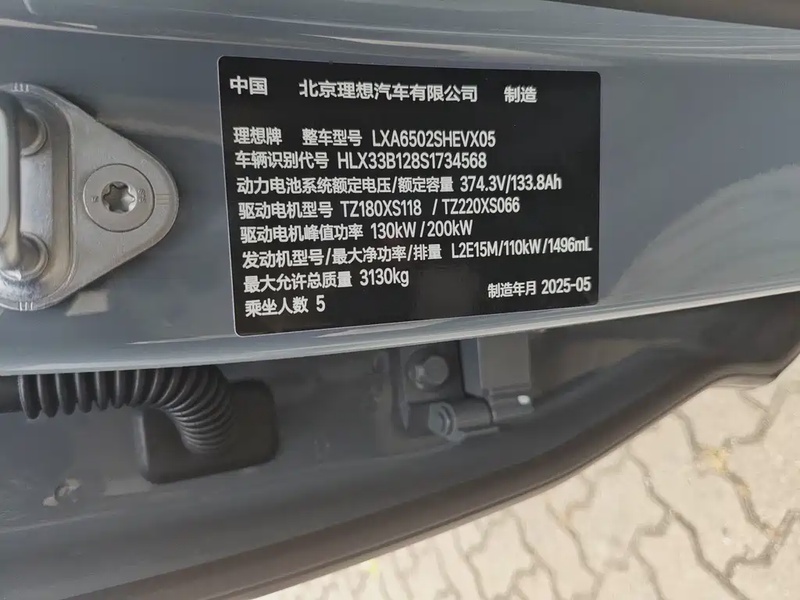 中国 北京理想汽车有限公司 制造
理想牌 整车型号 LXA6502SHEVX05
车辆识别代号 HLX33B128S1734568
动力电池系统额定电压/额定容量 374.3V/133.8Ah
驱动电机型号 TZ180XS118 /TZ220XS066
驱动电机峰值功率 130kW/200kW
发动机型号/最大净功率/排量 L2E15M/110kW/1496mL
最大允许总质量 3130kg
乘坐人数 5 制造年月 2025-05